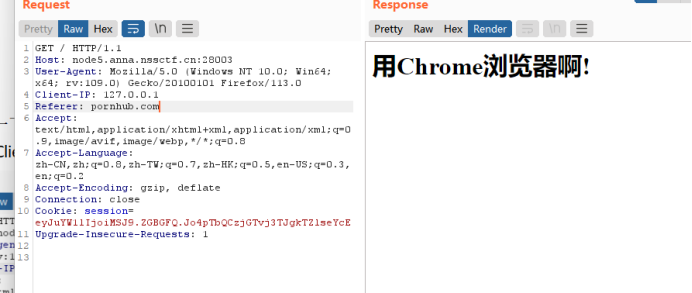 Request
Response
Pretty Raw Hex
Pretty Raw Hex Render
1 GET / HTTP/1.1
2 Host: node5.anna.nssctf.cn:28003
3 User-Agent: Mozilla/5.0 (Windows NT 10.0; Win64;
x64; rv:109.0) Gecko/20100101 Firefox/113.0
4 Client-IP: 127.0.0.1
5 Referer: pornhub.com
6 Accept:
text/html,application/xhtml+xml,application/xml;q=0
.9,image/avif,image/webp,*/*;q=0.8
7 Accept-Language:
zh-CN,zh;q=0.8,zh-TW;q=0.7,zh-HK;q=0.5,en-US;q=0.3,
en;q=0.2
8 Accept-Encoding: gzip, deflate
9 Connection: close
10 Cookie: session=
11 Upgrade-Insecure-Requests: 1
12
13
用Chrome浏览器啊!